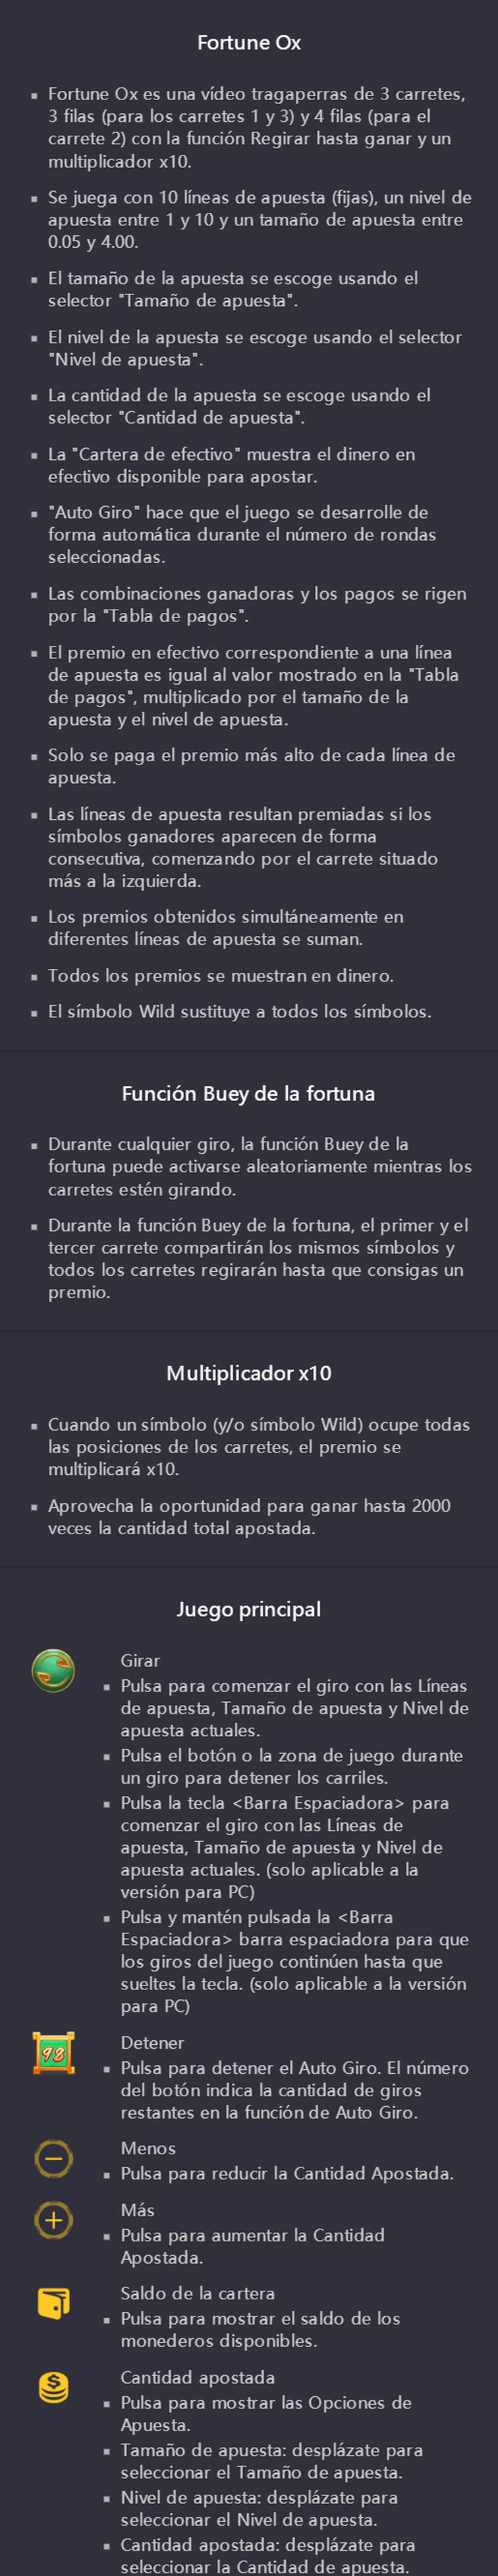 Fortune Ox
Fortune Ox es una vídeo tragaperras de 3 carretes,
3 filas (para los carretes 1 y 3) y 4 filas (para el
carrete 2) con la función Regirar hasta ganar y un
multiplicador x10.
Se juega con 10 líneas de apuesta (fijas), un nivel de
apuesta entre 1 y 10 y un tamaño de apuesta entre
0.05 y 4.00.
El tamaño de la apuesta se escoge usando el
selector "Tamaño de apuesta".
El nivel de la apuesta se escoge usando el selector
"Nivel de apuesta".
La cantidad de la apuesta se escoge usando el
selector "Cantidad de apuesta".
La "Cartera de efectivo" muestra el dinero en
efectivo disponible para apostar.
"Auto Giro" hace que el juego se desarrolle de
forma automática durante el número de rondas
seleccionadas.
Las combinaciones ganadoras y los pagos se rigen
por la "Tabla de pagos".
El premio en efectivo correspondiente a una línea
de apuesta es igual al valor mostrado en la "Tabla
de pagos", multiplicado por el tamaño de la
apuesta y el nivel de apuesta.
Solo se paga el premio más alto de cada línea de
apuesta.
Las líneas de apuesta resultan premiadas si los
símbolos ganadores aparecen de forma
consecutiva, comenzando por el carrete situado
más a la izquierda.
Los premios obtenidos simultáneamente en
diferentes líneas de apuesta se suman.
Todos los premios se muestran en dinero.
El símbolo Wild sustituye a todos los símbolos.
Función Buey de la fortuna
Durante cualquier giro, la función Buey de la
fortuna puede activarse aleatoriamente mientras los
carretes estén girando.
Durante la función Buey de la fortuna, el primer y el
tercer carrete compartirán los mismos símbolos y
todos los carretes regirarán hasta que consigas un
premio.
Multiplicador x10
Cuando un símbolo (y/o símbolo Wild) ocupe todas
las posiciones de los carretes, el premio se
multiplicará x10.
Aprovecha la oportunidad para ganar hasta 2000
veces la cantidad total apostada.
Juego principal
Girar
Pulsa para comenzar el giro con las Líneas
de apuesta, Tamaño de apuesta y Nivel de
apuesta actuales.
Pulsa el botón o la zona de juego durante
un giro para detener los carriles.
Pulsa la tecla <Barra Espaciadora> para
comenzar el giro con las Líneas de
apuesta, Tamaño de apuesta y Nivel de
apuesta actuales. (solo aplicable a la
versión para PC)
Pulsa y mantén pulsada la <Barra
Espaciadora> barra espaciadora para que
los giros del juego continúen hasta que
sueltes la tecla. (solo aplicable a la versión
para PC)
98
Detener
Pulsa para detener el Auto Giro. El número
del botón indica la cantidad de giros
restantes en la función de Auto Giro.
Menos
Pulsa para reducir la Cantidad Apostada.
Más
Pulsa para aumentar la Cantidad
Apostada.
Saldo de la cartera
Pulsa para mostrar el saldo de los
monederos disponibles.
Cantidad apostada
Pulsa para mostrar las Opciones de
Apuesta.
Tamaño de apuesta: desplázate para
seleccionar el Tamaño de apuesta.
Nivel de apuesta: desplázate para
seleccionar el Nivel de apuesta.
Cantidad apostada: desplázate para
seleccionar la Cantidad de apuesta.